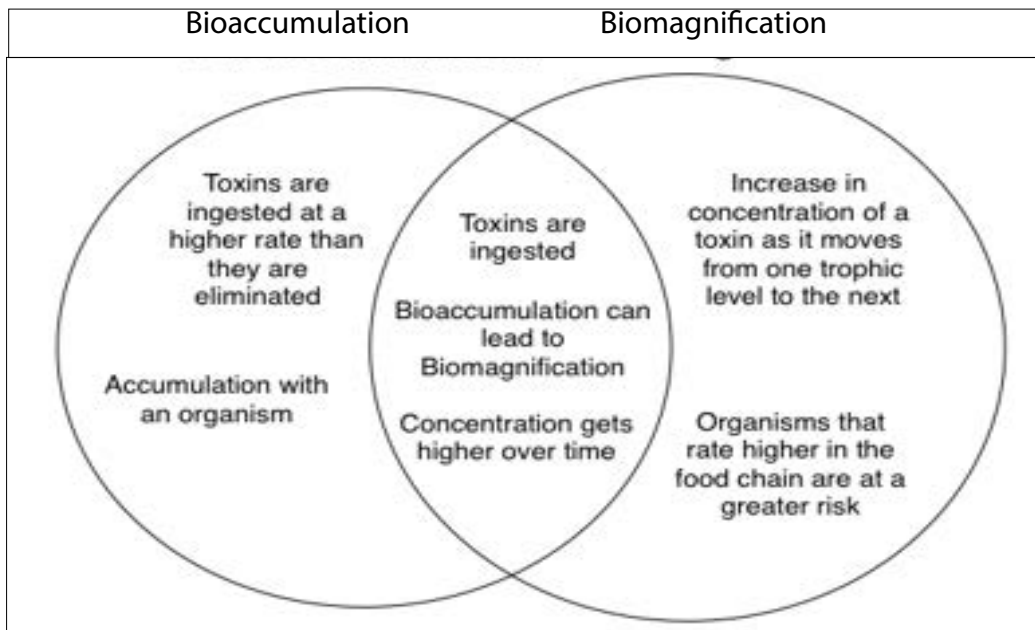 Bioaccumulation Biomagnification
Toxins are
ingested at a
higher rate than
they are
eliminated
Accumulation with
an organism
Toxins are
ingested
Bioaccumulation can
lead to
Biomagnification
Concentration gets
higher over time
Increase in
concentration of a
toxin as it moves
from one trophic
level to the next
Organisms that
rate higher in the
food chain are at a
greater risk